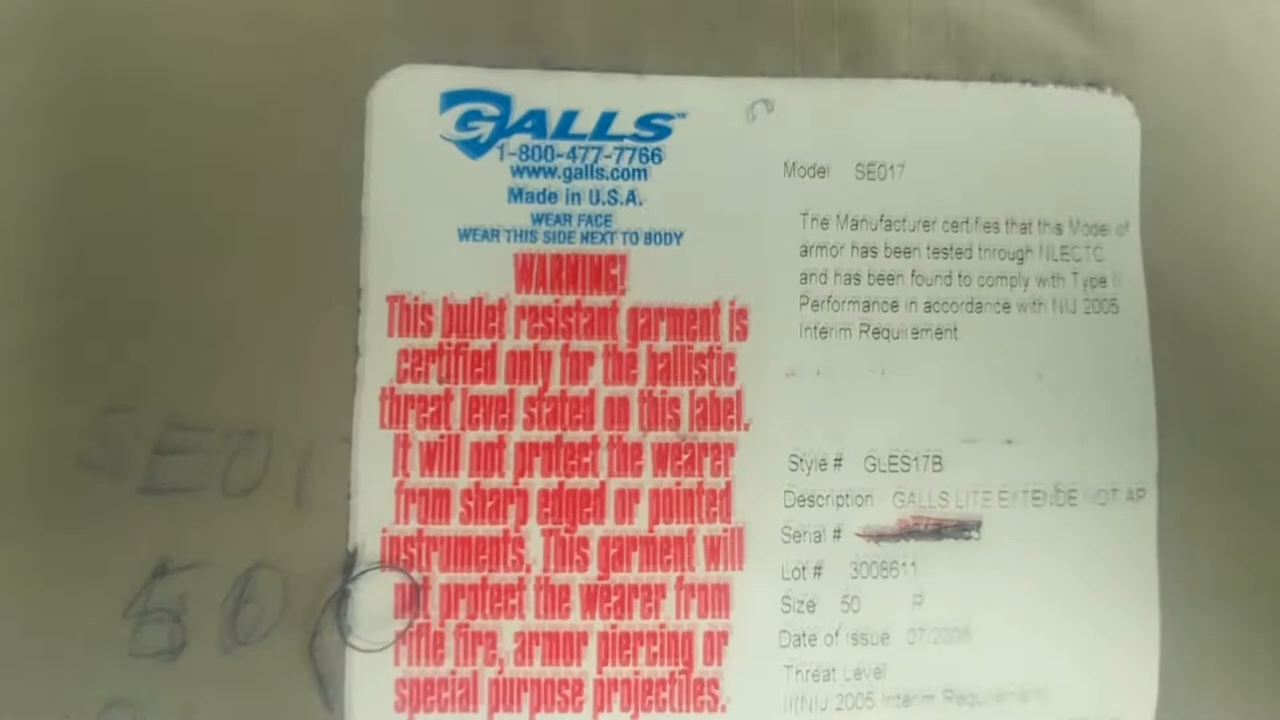 GALLS
1-800-477-7766
www.galls.com
Made in U.S.A.
WEAR FACE
WEAR THIS SIDE NEXT TO BODY
WARNING!
This bullet resistant garment is
certified only for the ballistic
threat level stated on this label.
It will not protect the wearer
from sharp edged or pointed
instruments. This garment will
not protect the wearer from
rifle fire, armor piercing or
special purpose projectiles.
Model SE017
The Manufacturer certifies that this Model of
armor has been tested through NLECTC
and has been found to comply with Type
Performance in accordance with NIJ 2005
Interim Requirement
Style # GLES17B
Description GALLS LITE
Serial #
Lot # 3008611
Size 50 R
Date of Issue
Threat Level
(NIJ 2005 Interim Requirement)
SE017
50